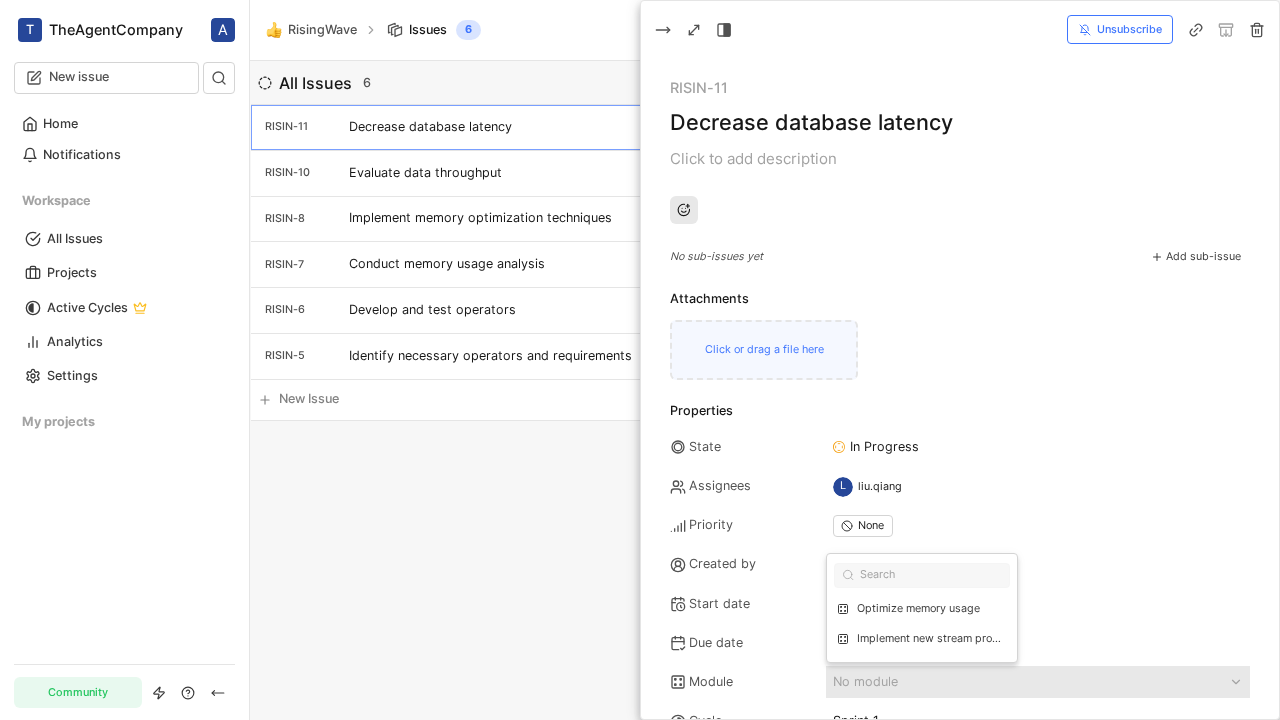 T TheAgentCompany A
New issue
Home
Notifications
Workspace
All Issues
Projects
Active Cycles
Analytics
Settings
My projects
Community
RisingWave Issues 6
All Issues 6
RISIN-11 Decrease database latency
RISIN-10 Evaluate data throughput
RISIN-8 Implement memory optimization techniques
RISIN-7 Conduct memory usage analysis
RISIN-6 Develop and test operators
RISIN-5 Identify necessary operators and requirements
New Issue
Unsubscribe
RISIN-11
Decrease database latency
Click to add description
No sub-issues yet Add sub-issue
Attachments
Click or drag a file here
Properties
State In Progress
Assignees L liu.qiang
Priority None
Created by
Start date
Due date
Search
Optimize memory usage
Implement new stream pro...
Module No module
Cycle Sprint 1